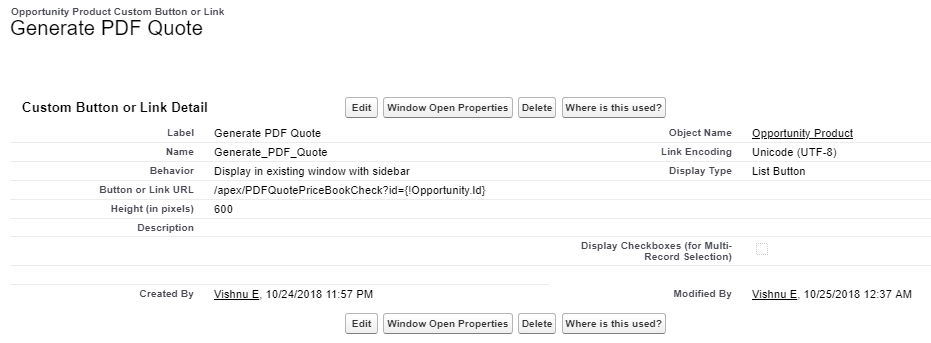 Opportunity Product Custom Button or Link
Generate PDF Quote
Custom Button or Link Detail
Edit Window Open Properties Delete Where is this used?
Label Generate PDF Quote Object Name Opportunity Product
Name Generate_PDF_Quote Link Encoding Unicode (UTF-8)
Behavior Display in existing window with sidebar Display Type List Button
Button or Link URL /apex/PDFQuotePriceBookCheck?id={!Opportunity.Id}
Height (in pixels) 600
Description
Display Checkboxes (for Multi-
Record Selection)
Created By Vishnu E, 10/24/2018 11:57 PM Modified By Vishnu E, 10/25/2018 12:37 AM
Edit Window Open Properties Delete Where is this used?